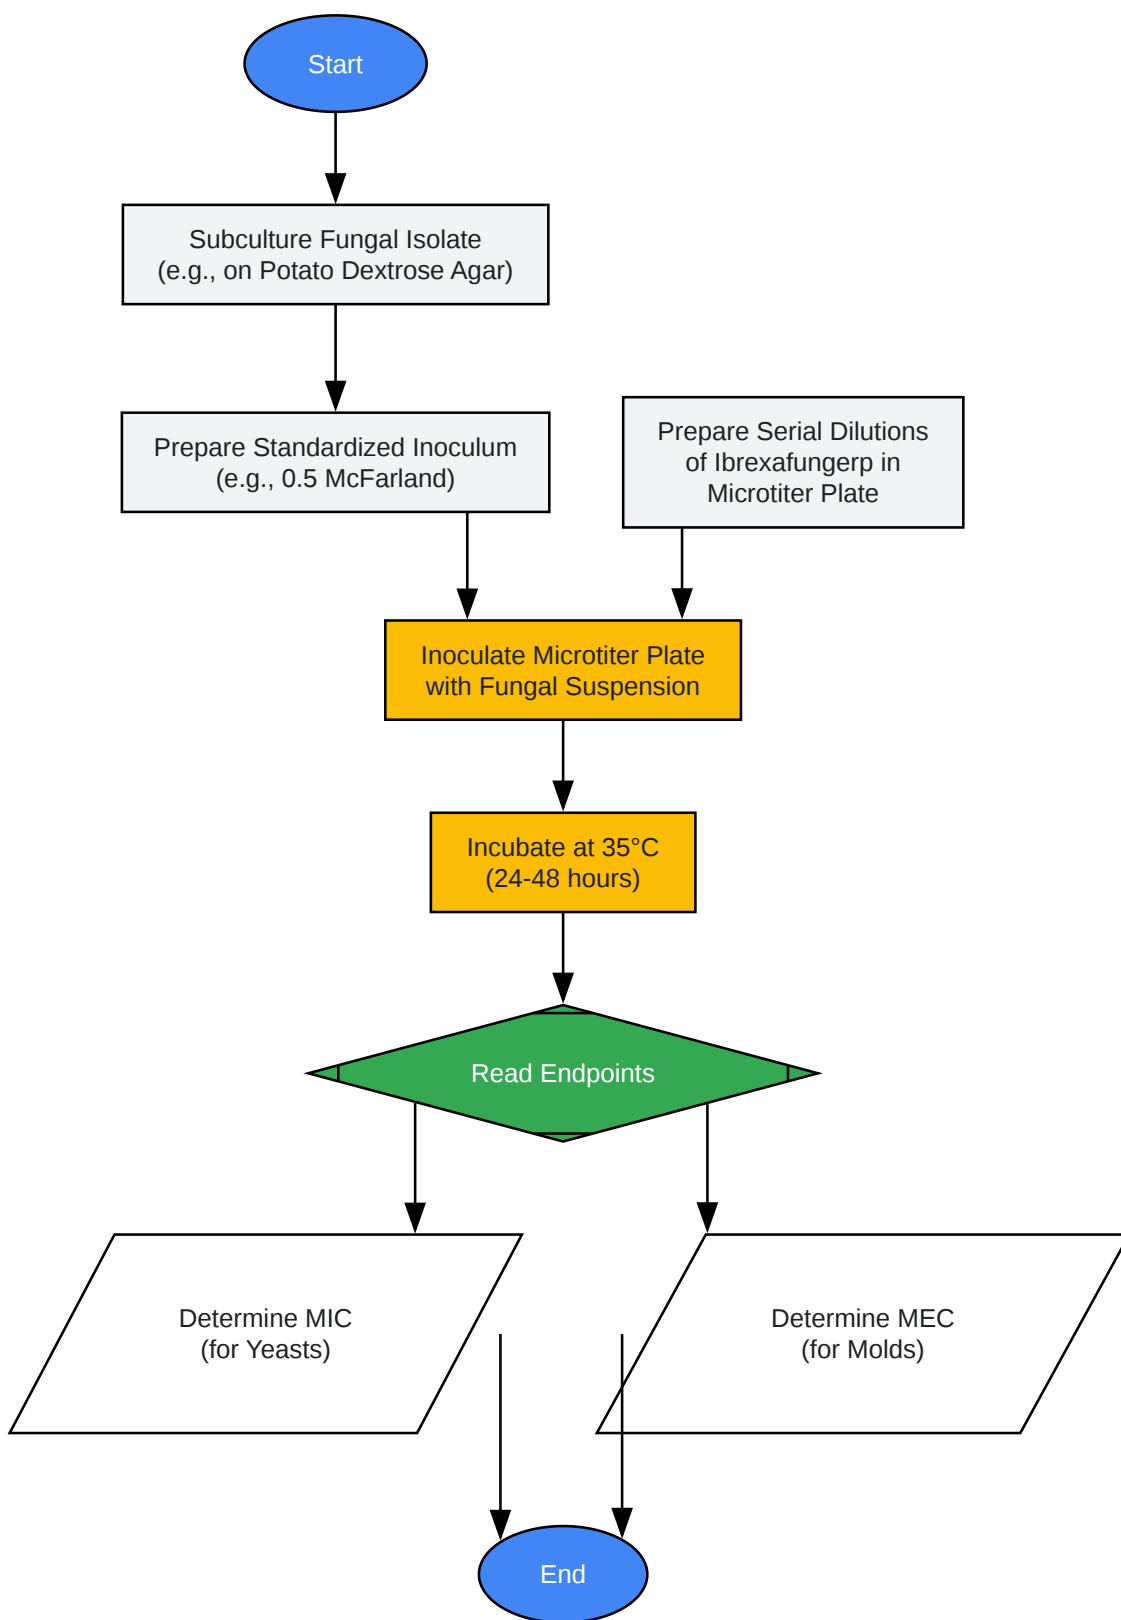 Start
Subculture Fungal Isolate
(e.g., on Potato Dextrose Agar)
Prepare Standardized Inoculum
(e.g., 0.5 McFarland)
Prepare Serial Dilutions
of Ibrexafungerp in
Microtiter Plate
Inoculate Microtiter Plate
with Fungal Suspension
Incubate at 35°C
(24-48 hours)
Read Endpoints
Determine MIC
(for Yeasts)
Determine MEC
(for Molds)
End